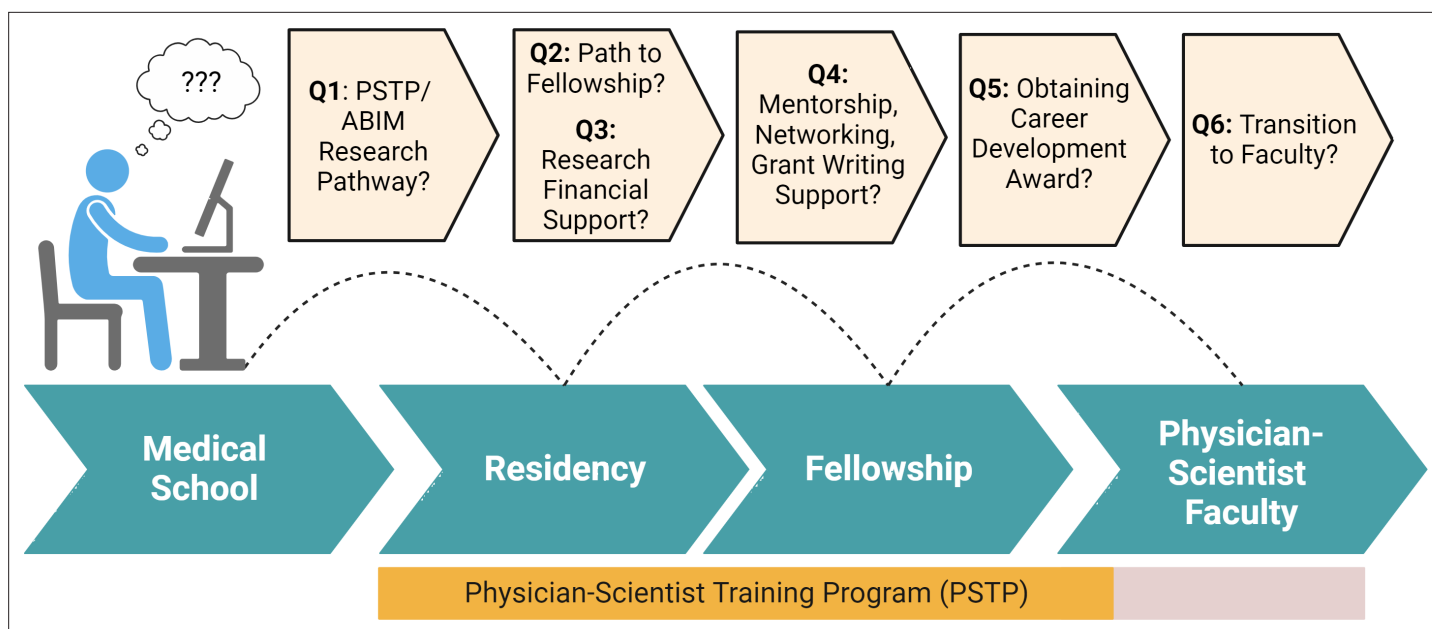 ???
Q1: PSTP/
ABIM
Research
Pathway?
Q2: Path to
Fellowship?
Q3:
Research
Financial
Support?
Q4:
Mentorship,
Networking,
Grant Writing
Support?
Q5: Obtaining
Career
Development
Award?
Q6: Transition
to Faculty?
Medical
School
Residency
Fellowship
Physician-
Scientist
Faculty
Physician-Scientist Training Program (PSTP)